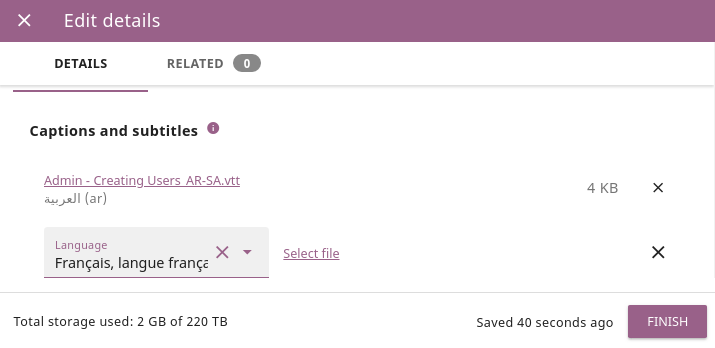 Edit details
DETAILS
RELATED 0
Captions and subtitles
Admin - Creating Users AR-SA.vtt
4 KB
العربية (ar)
Language
Français, langue frança
Select file
Total storage used: 2 GB of 220 TB
Saved 40 seconds ago
FINISH